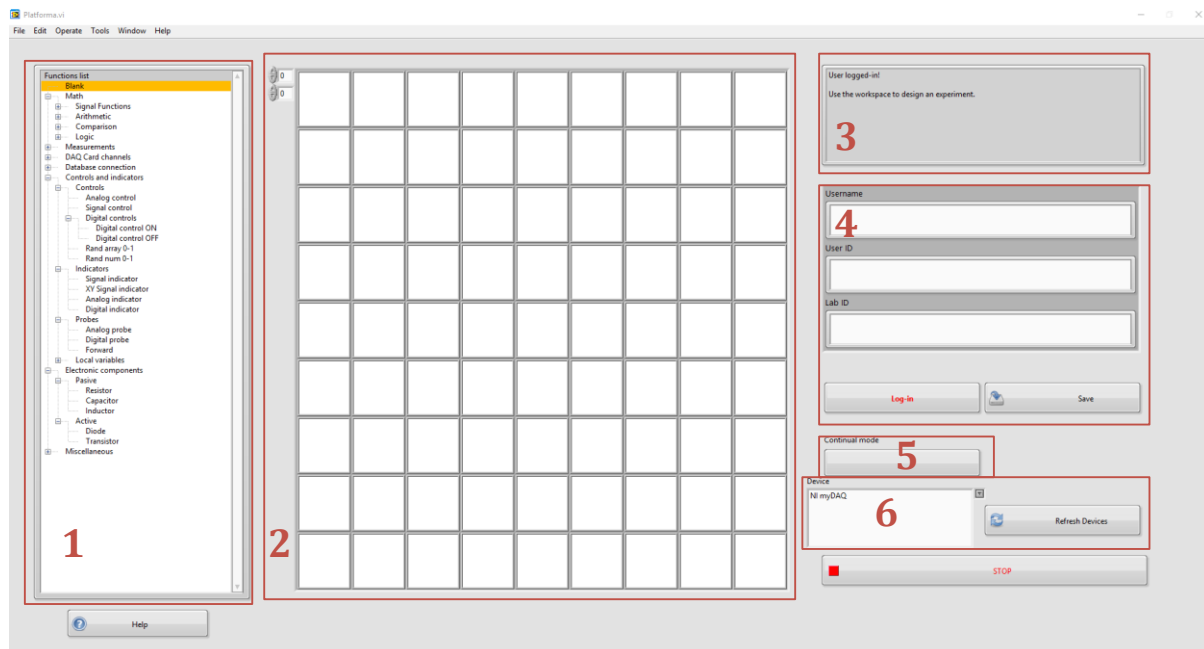 Platforma.vi
File Edit Operate Tools Window Help
Functions list
Blank
Math
Signal Functions
Arithmetic
Comparison
Logic
Measurements
DAQ Card channels
Database connection
Controls and indicators
Controls
Analog control
Signal control
Digital controls
Digital control ON
Digital control OFF
Rand array 0-1
Rand num 0-1
Indicators
Signal indicator
XY Signal indicator
Analog indicator
Digital indicator
Probes
Analog probe
Digital probe
Forward
Local variables
Electronic components
Pasive
Resistor
Capacitor
Inductor
Active
Diode
Transistor
Miscellaneous
1
Help
0
0
2
User logged-in!
Use the workspace to design an experiment.
3
Username
4
User ID
Lab ID
Log-in
Save
Continual mode
5
Device
NI myDAQ
6
Refresh Devices
STOP